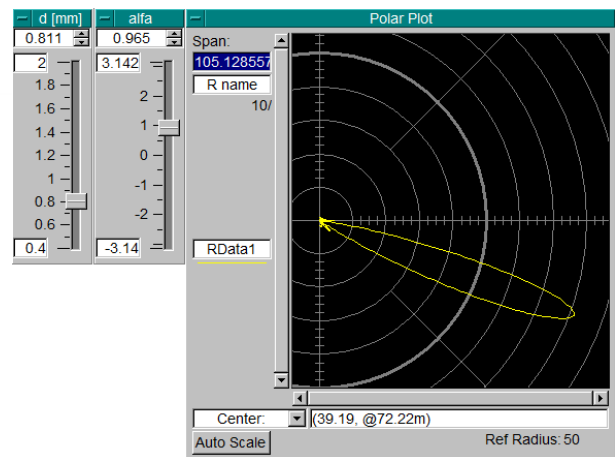 d [mm]
0.811
2
1.8
1.6
1.4
1.2
1
0.8
0.6
0.4
alfa
0.965
3.142
2
1
0
-1
-2
-3.14
Polar Plot
Span:
105.128557
R name
10/
RData1
Center:
(39.19, @72.22m)
Auto Scale
Ref Radius: 50